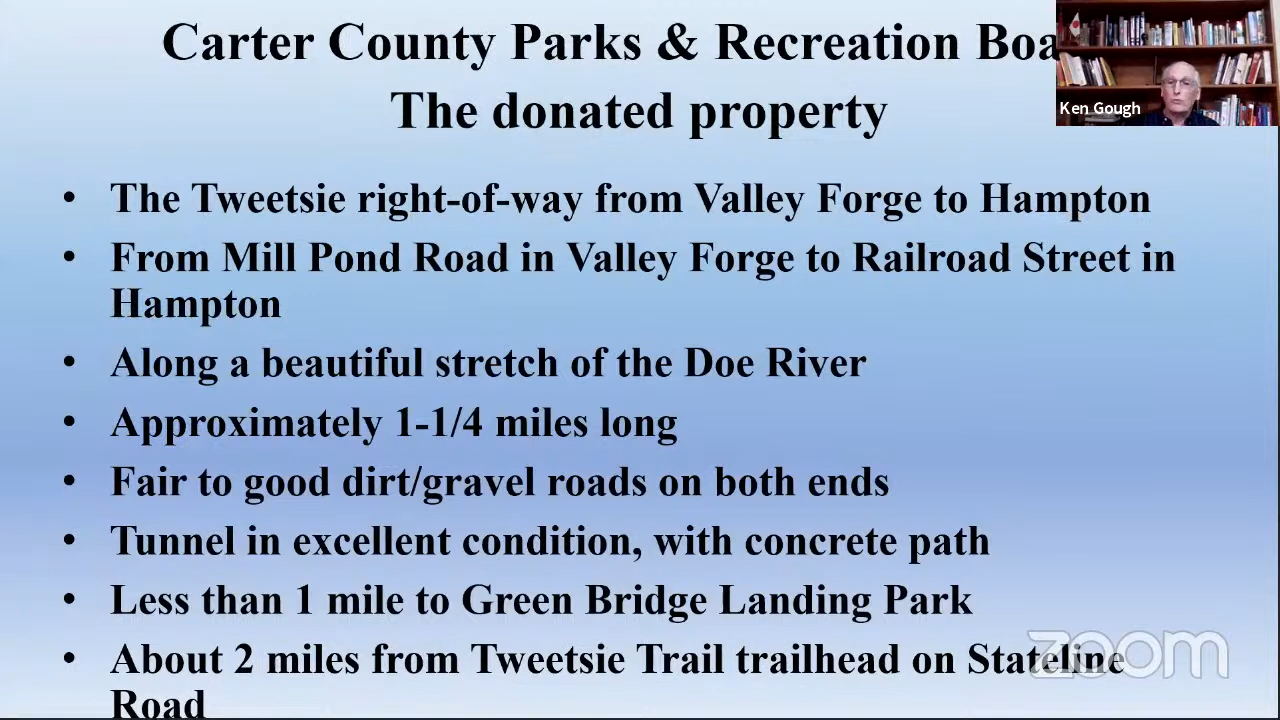 Carter County Parks & Recreation Boa
The donated property
Ken Gough
• The Tweetsie right-of-way from Valley Forge to Hampton
• From Mill Pond Road in Valley Forge to Railroad Street in
Hampton
• Along a beautiful stretch of the Doe River
• Approximately 1-1/4 miles long
• Fair to good dirt/gravel roads on both ends
• Tunnel in excellent condition, with concrete path
• Less than 1 mile to Green Bridge Landing Park
• About 2 miles from Tweetsie Trail trailhead on Stateline
Road
zoom